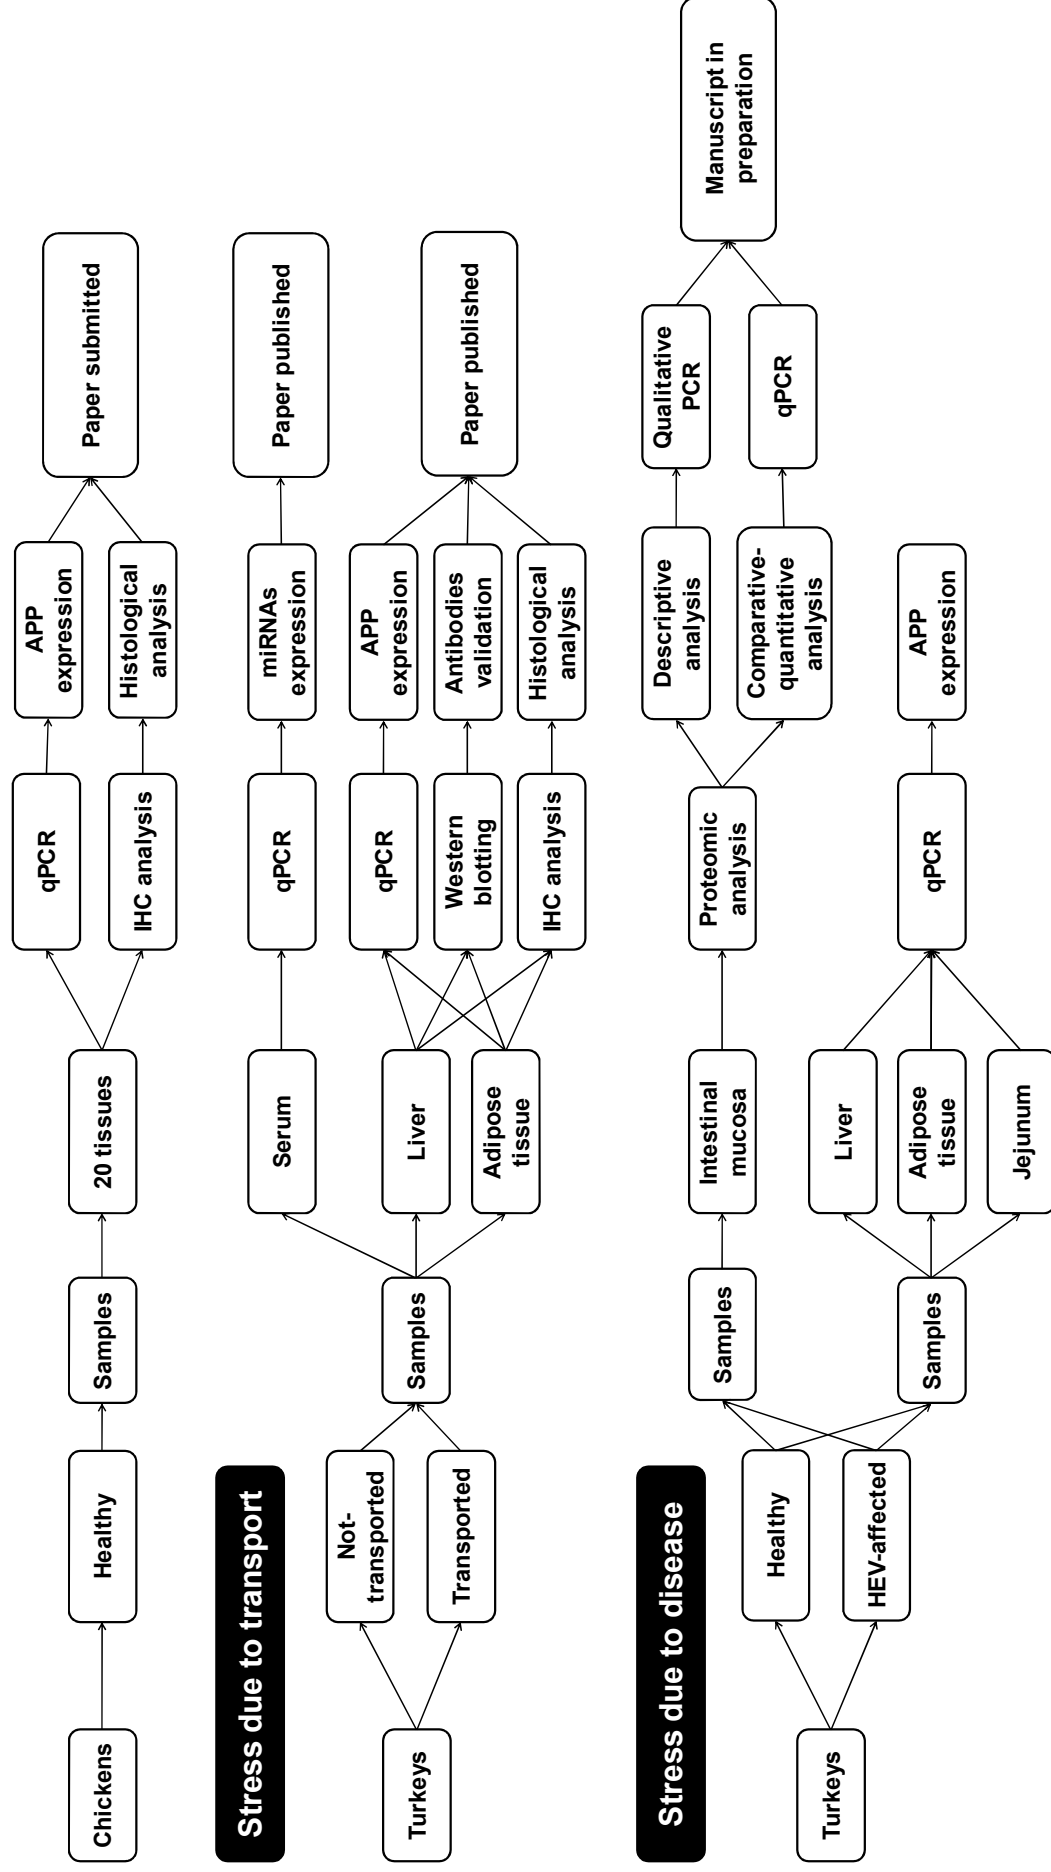 Chickens
Healthy
Samples
20 tissues
qPCR
APP
expression
IHC analysis
Histological
analysis
Paper submitted
Stress due to transport
Turkeys
Not-
transported
Transported
Samples
Serum
Liver
Adipose
tissue
qPCR
miRNAs
expression
Paper published
qPCR
APP
expression
Western
blotting
Antibodies
validation
IHC analysis
Histological
analysis
Paper published
Stress due to disease
Turkeys
Healthy
HEV-affected
Samples
Intestinal
mucosa
Proteomic
analysis
Descriptive
analysis
Qualitative
PCR
Comparative-
quantitative
analysis
qPCR
Manuscript in
preparation
Samples
Liver
Adipose
tissue
Jejunum
qPCR
APP
expression